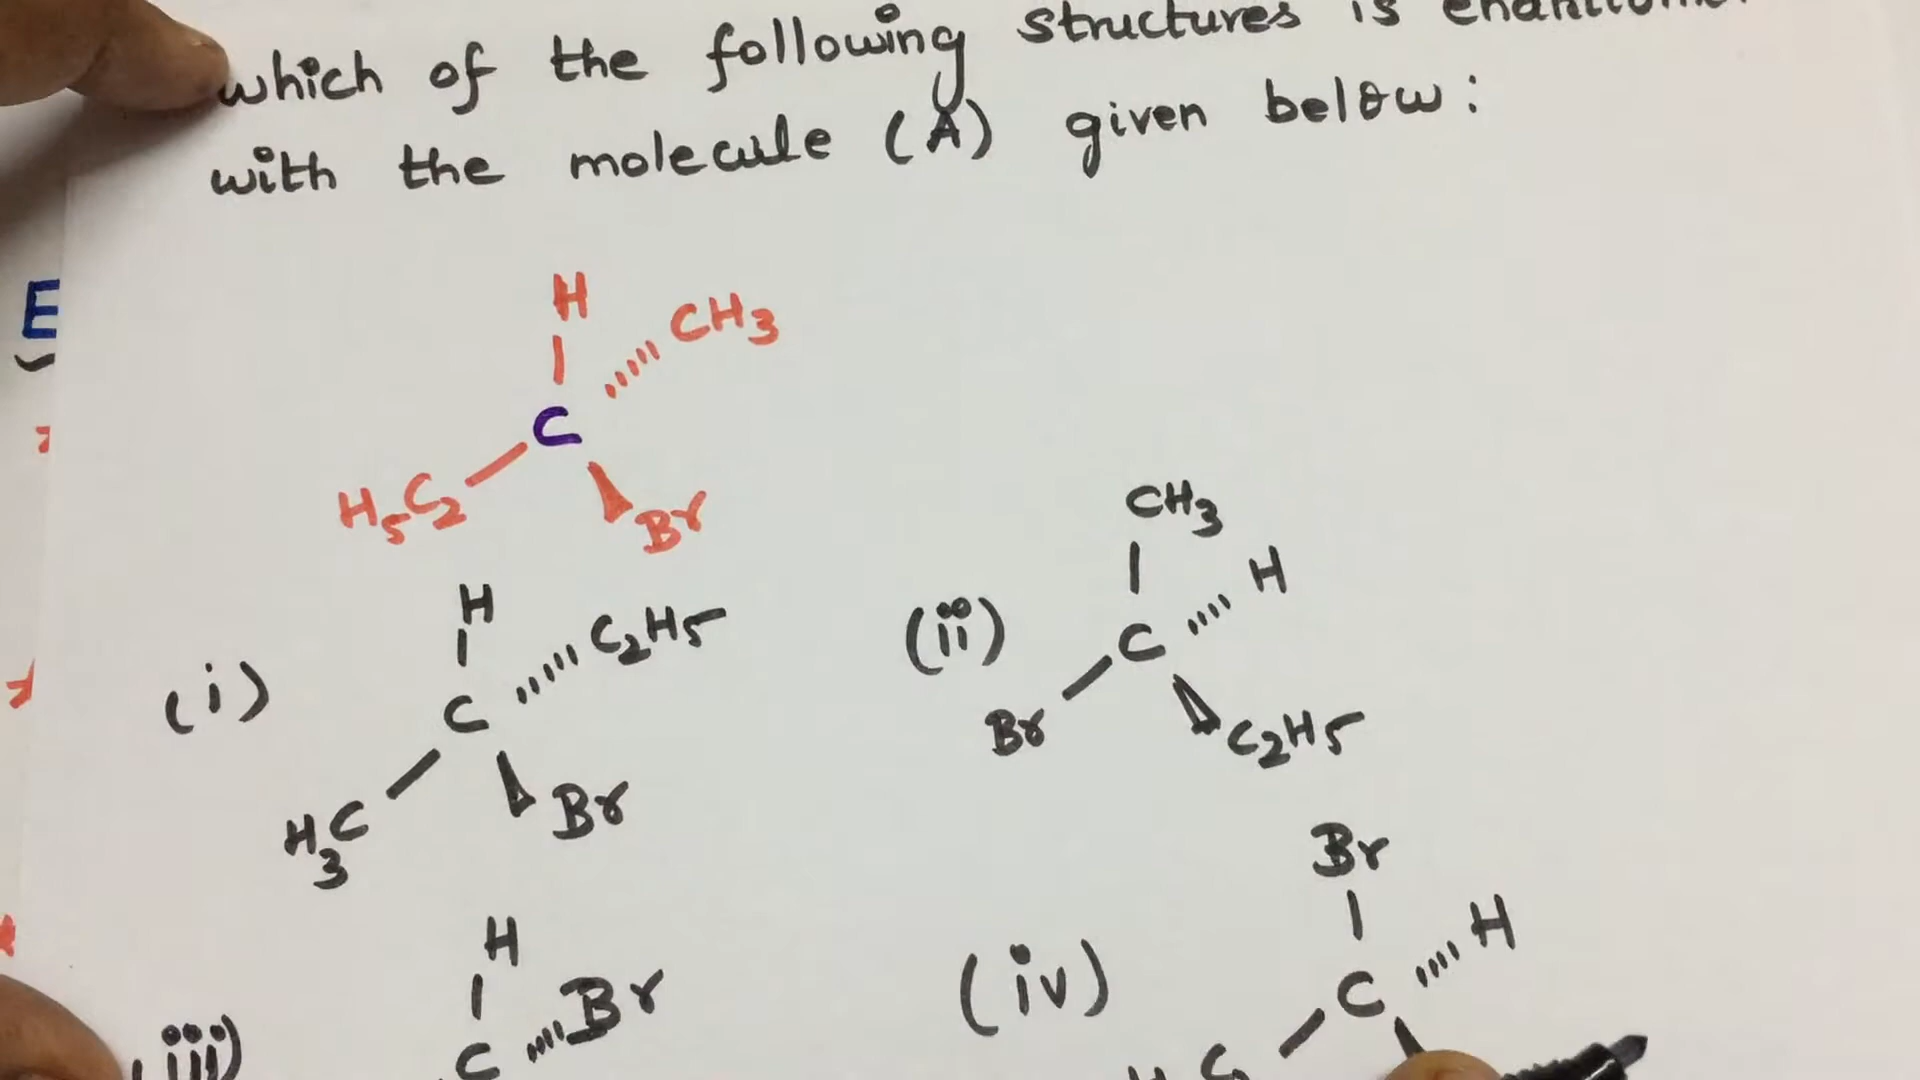 which of the following structures is
with the molecule (A) given below:
E
H
CH3
C
H5C2
Br
CH3
H
(i)
C2H5
C
H3C
Br
(ii)
H
C
Br
C2H5
H
(iii)
Br
C
Br
(iv)
H
C